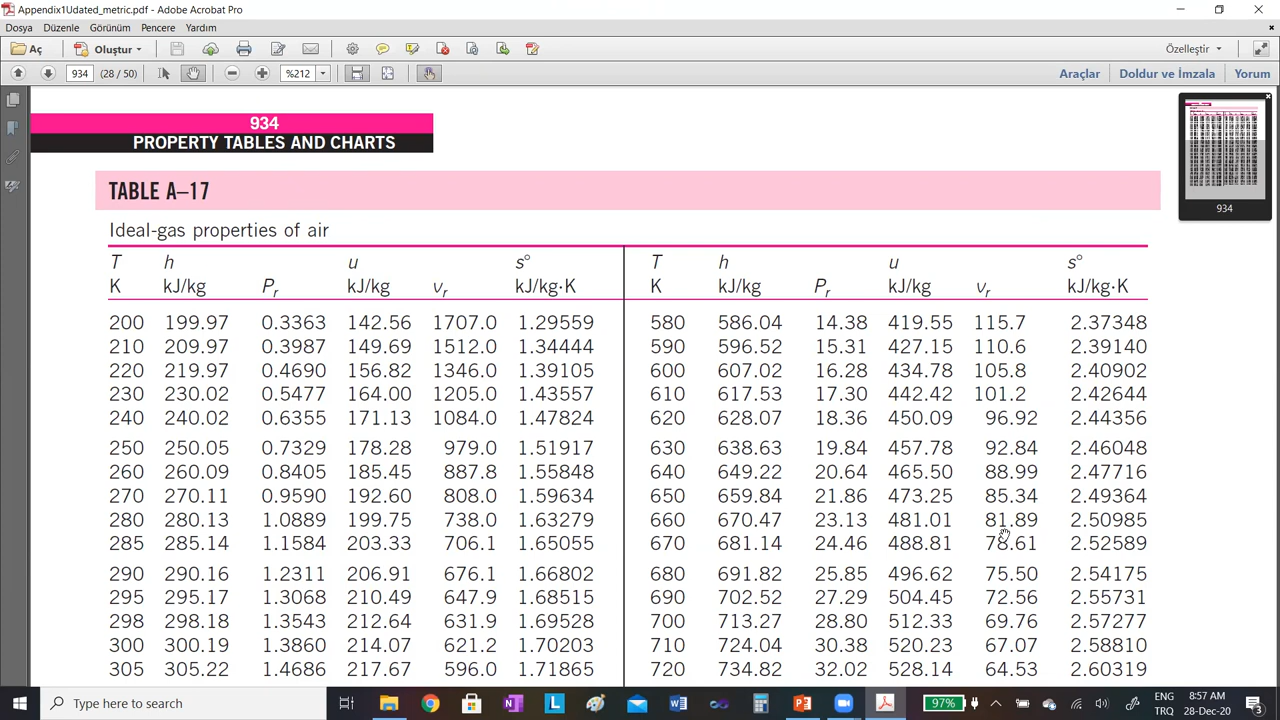 Appendix1Udated_metric.pdf - Adobe Acrobat Pro
Dosya Düzenle Görünüm Pencere Yardım
Aç Oluştur Özelleştir
934 (28 / 50) %212 Araçlar Doldur ve İmzala Yorum
934
PROPERTY TABLES AND CHARTS
934
TABLE A–17
Ideal-gas properties of air
T h u s° T h u s°
K kJ/kg Pr kJ/kg vr kJ/kg·K K kJ/kg Pr kJ/kg vr kJ/kg·K
200 199.97 0.3363 142.56 1707.0 1.29559 580 586.04 14.38 419.55 115.7 2.37348
210 209.97 0.3987 149.69 1512.0 1.34444 590 596.52 15.31 427.15 110.6 2.39140
220 219.97 0.4690 156.82 1346.0 1.39105 600 607.02 16.28 434.78 105.8 2.40902
230 230.02 0.5477 164.00 1205.0 1.43557 610 617.53 17.30 442.42 101.2 2.42644
240 240.02 0.6355 171.13 1084.0 1.47824 620 628.07 18.36 450.09 96.92 2.44356
250 250.05 0.7329 178.28 979.0 1.51917 630 638.63 19.84 457.78 92.84 2.46048
260 260.09 0.8405 185.45 887.8 1.55848 640 649.22 20.64 465.50 88.99 2.47716
270 270.11 0.9590 192.60 808.0 1.59634 650 659.84 21.86 473.25 85.34 2.49364
280 280.13 1.0889 199.75 738.0 1.63279 660 670.47 23.13 481.01 81.89 2.50985
285 285.14 1.1584 203.33 706.1 1.65055 670 681.14 24.46 488.81 78.61 2.52589
290 290.16 1.2311 206.91 676.1 1.66802 680 691.82 25.85 496.62 75.50 2.54175
295 295.17 1.3068 210.49 647.9 1.68515 690 702.52 27.29 504.45 72.56 2.55731
298 298.18 1.3543 212.64 631.9 1.69528 700 713.27 28.80 512.33 69.76 2.57277
300 300.19 1.3860 214.07 621.2 1.70203 710 724.04 30.38 520.23 67.07 2.58810
305 305.22 1.4686 217.67 596.0 1.71865 720 734.82 32.02 528.14 64.53 2.60319
Type here to search 97% ENG 8:57 AM
TRQ 28-Dec-20 3